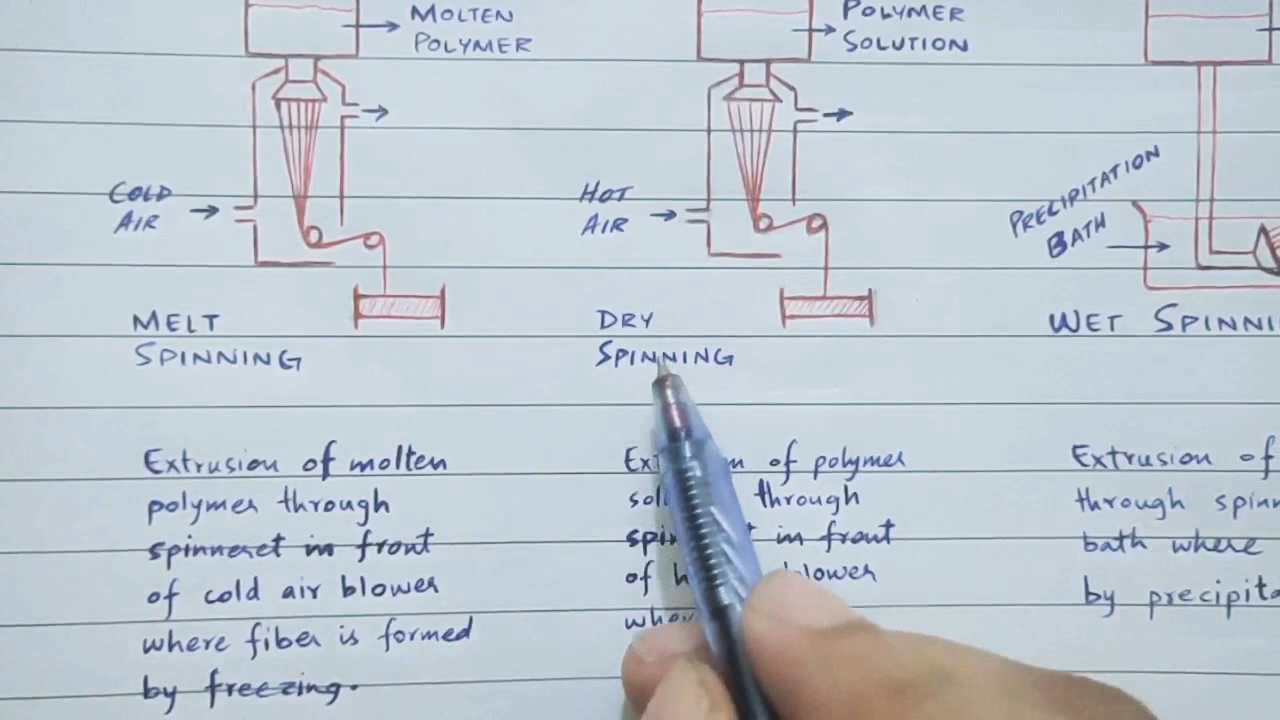 MOLTEN
POLYMER
POLYMER
SOLUTION
COLD
AIR
HOT
AIR
PRECIPITATION
BATH
MELT
SPINNING
DRY
SPINNING
WET SPINNI
Extrusion of molten
polymer through
spinneret in front
of cold air blower
where fiber is formed
by freezing.
of polymer
through
in front
of
blower
Extrusion of
through spinn
bath where
by precipita